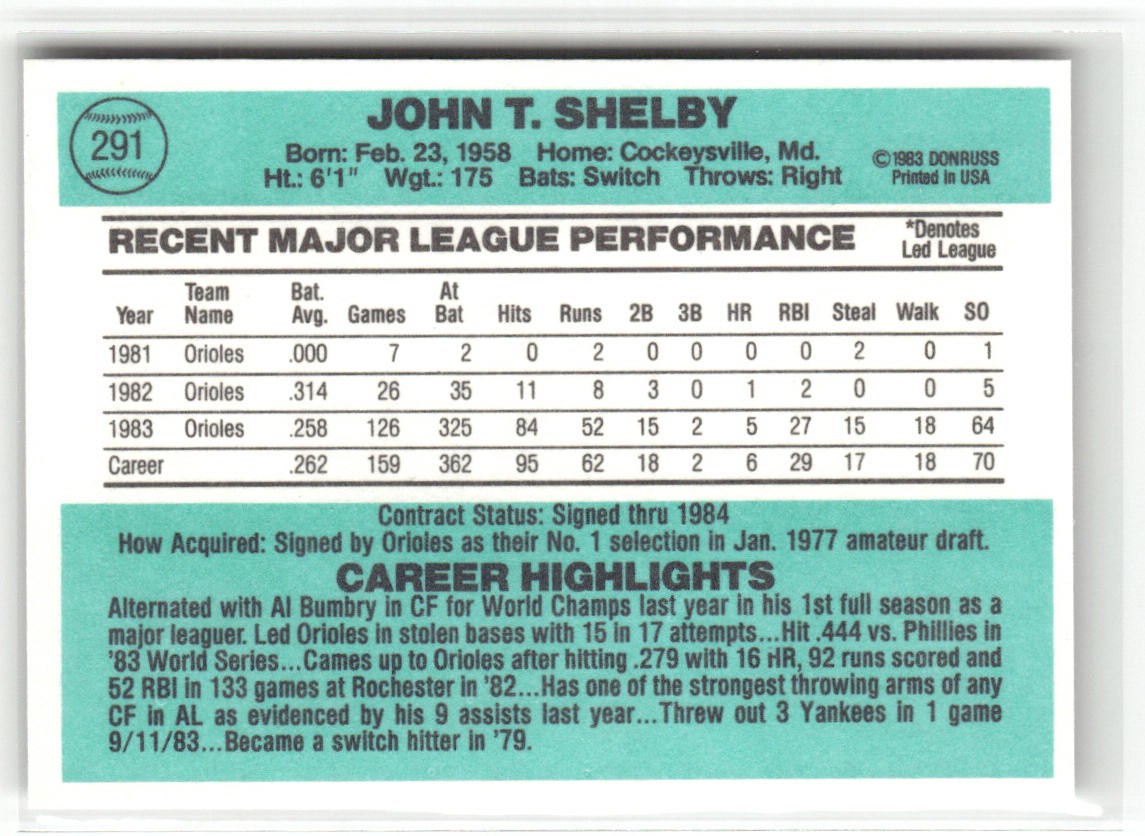 291
JOHN T. SHELBY
Born: Feb. 23, 1958 Home: Cockeysville, Md.
Ht.: 6'1" Wgt.: 175 Bats: Switch Throws: Right
©1983 DONRUSS
Printed in USA
RECENT MAJOR LEAGUE PERFORMANCE
*Denotes
Led League
Year Team Name Bat. Avg. Games At Bat Hits Runs 2B 3B HR RBI Steal Walk SO
1981 Orioles .000 7 2 0 2 0 0 0 0 2 0 1
1982 Orioles .314 26 35 11 8 3 0 1 2 0 0 5
1983 Orioles .258 126 325 84 52 15 2 5 27 15 18 64
Career .262 159 362 95 62 18 2 6 29 17 18 70
Contract Status: Signed thru 1984
How Acquired: Signed by Orioles as their No. 1 selection in Jan. 1977 amateur draft.
CAREER HIGHLIGHTS
Alternated with Al Bumbry in CF for World Champs last year in his 1st full season as a
major leaguer. Led Orioles in stolen bases with 15 in 17 attempts...Hit .444 vs. Phillies in
'83 World Series...Cames up to Orioles after hitting .279 with 16 HR, 92 runs scored and
52 RBI in 133 games at Rochester in '82...Has one of the strongest throwing arms of any
CF in AL as evidenced by his 9 assists last year...Threw out 3 Yankees in 1 game
9/11/83...Became a switch hitter in '79.